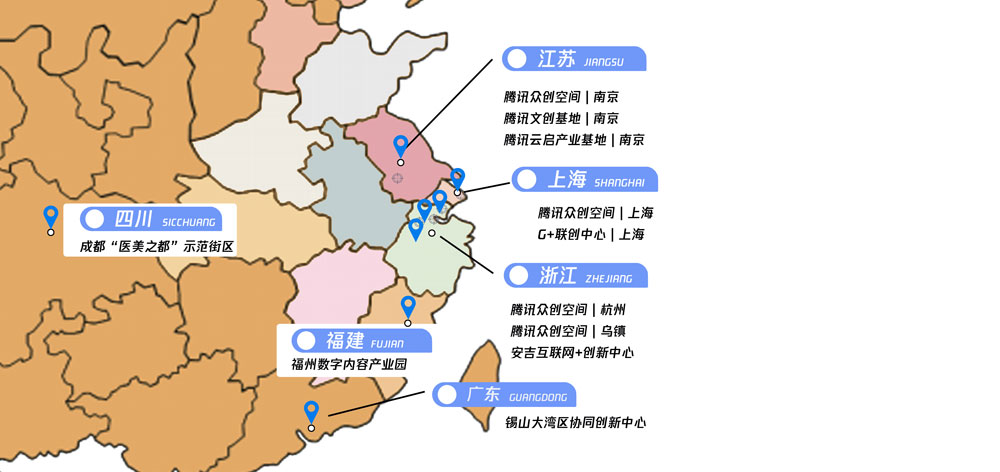 江苏 JIANGSU
腾讯众创空间 | 南京
腾讯文创基地 | 南京
腾讯云启产业基地 | 南京
上海 SHANGHAI
腾讯众创空间 | 上海
G+联创中心 | 上海
四川 SICCHUANG
成都“医美之都”示范街区
浙江 ZHEJIANG
腾讯众创空间 | 杭州
腾讯众创空间 | 乌镇
安吉互联网+创新中心
福建 FUJIAN
福州数字内容产业园
广东 GUANGDONG
锡山大湾区协同创新中心